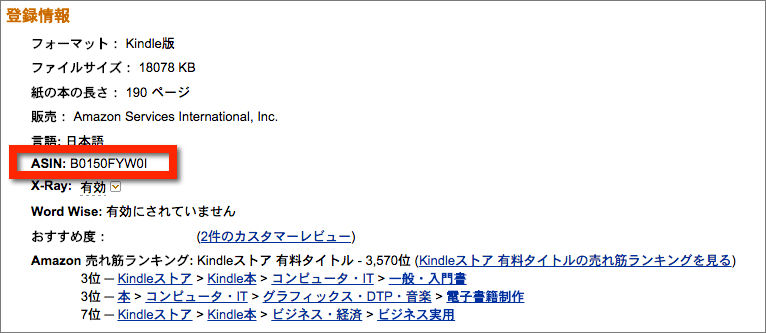 登録情報
フォーマット： Kindle版
ファイルサイズ： 18078 KB
紙の本の長さ： 190 ページ
販売： Amazon Services International, Inc.
言語: 日本語
ASIN: B0150FYW0I
X-Ray: 有効
Word Wise: 有効にされていません
おすすめ度： (2件のカスタマーレビュー)
Amazon 売れ筋ランキング: Kindleストア 有料タイトル - 3,570位 (Kindleストア 有料タイトルの売れ筋ランキングを見る)
3位 ─ Kindleストア > Kindle本 > コンピュータ・IT > 一般・入門書
3位 ─ 本 > コンピュータ・IT > グラフィックス・DTP・音楽 > 電子書籍制作
7位 ─ Kindleストア > Kindle本 > ビジネス・経済 > ビジネス実用